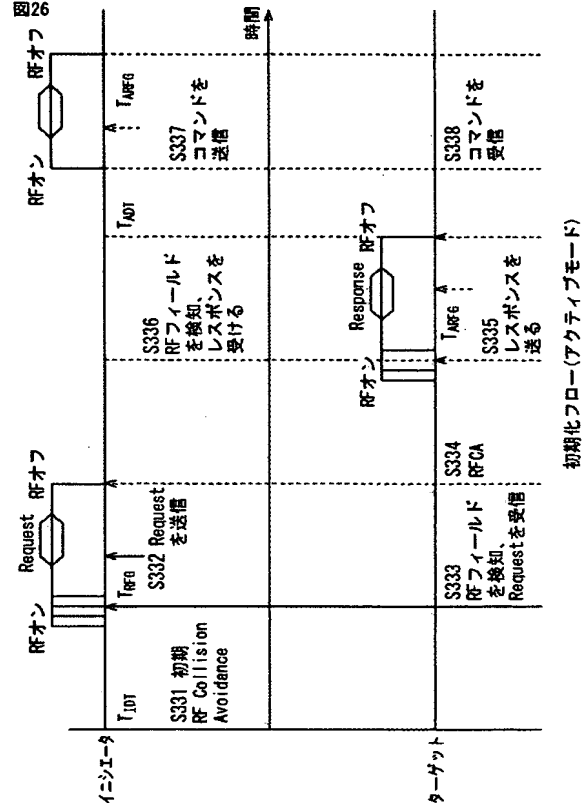 図26
イニシエータ
RFオン
Request
RFオフ
RFオン
RFオフ
T_IDT
T_RFG
T_ADT
T_ARFG
S331 初期
RF Collision
Avoidance
S332 Request
を送信
S336
RFフィールド
を検知、
レスポンスを
受ける
S337
コマンドを
送信
時間
RFオン
Response
RFオフ
T_ARFG
S333
RFフィールド
を検知、
Requestを受信
S334
RFCA
S335
レスポンスを
送る
S338
コマンドを
受信
ターゲット
初期化フロー(アクティブモード)